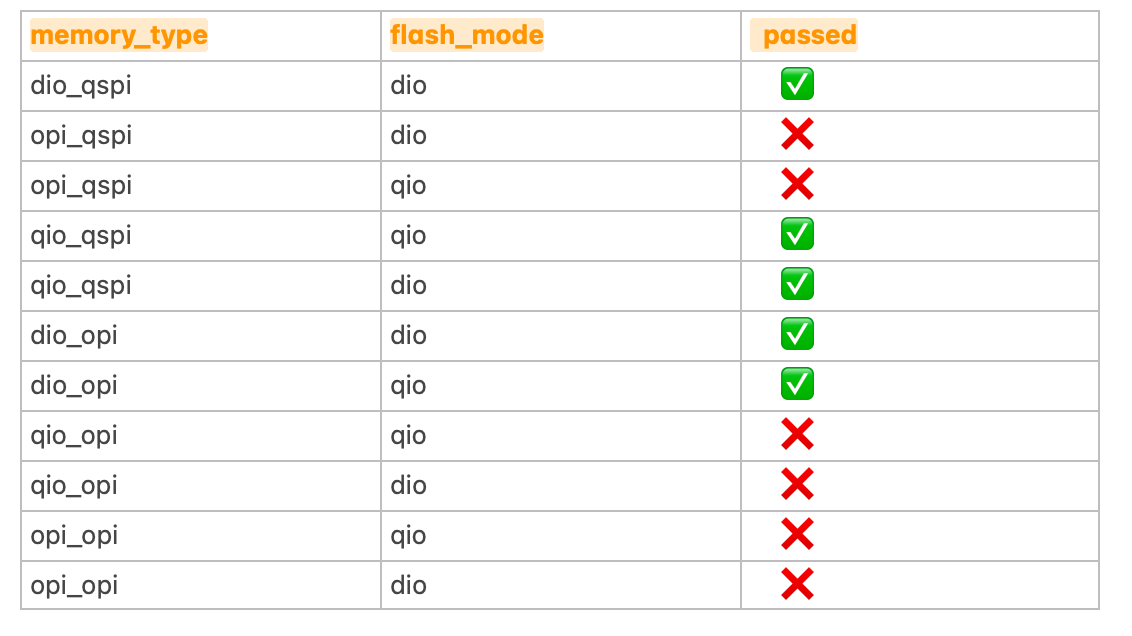 memory_type flash_mode passed
dio_qspi dio ✅
opi_qspi dio ❌
opi_qspi qio ❌
qio_qspi qio ✅
qio_qspi dio ✅
dio_opi dio ✅
dio_opi qio ✅
qio_opi qio ❌
qio_opi dio ❌
opi_opi qio ❌
opi_opi dio ❌